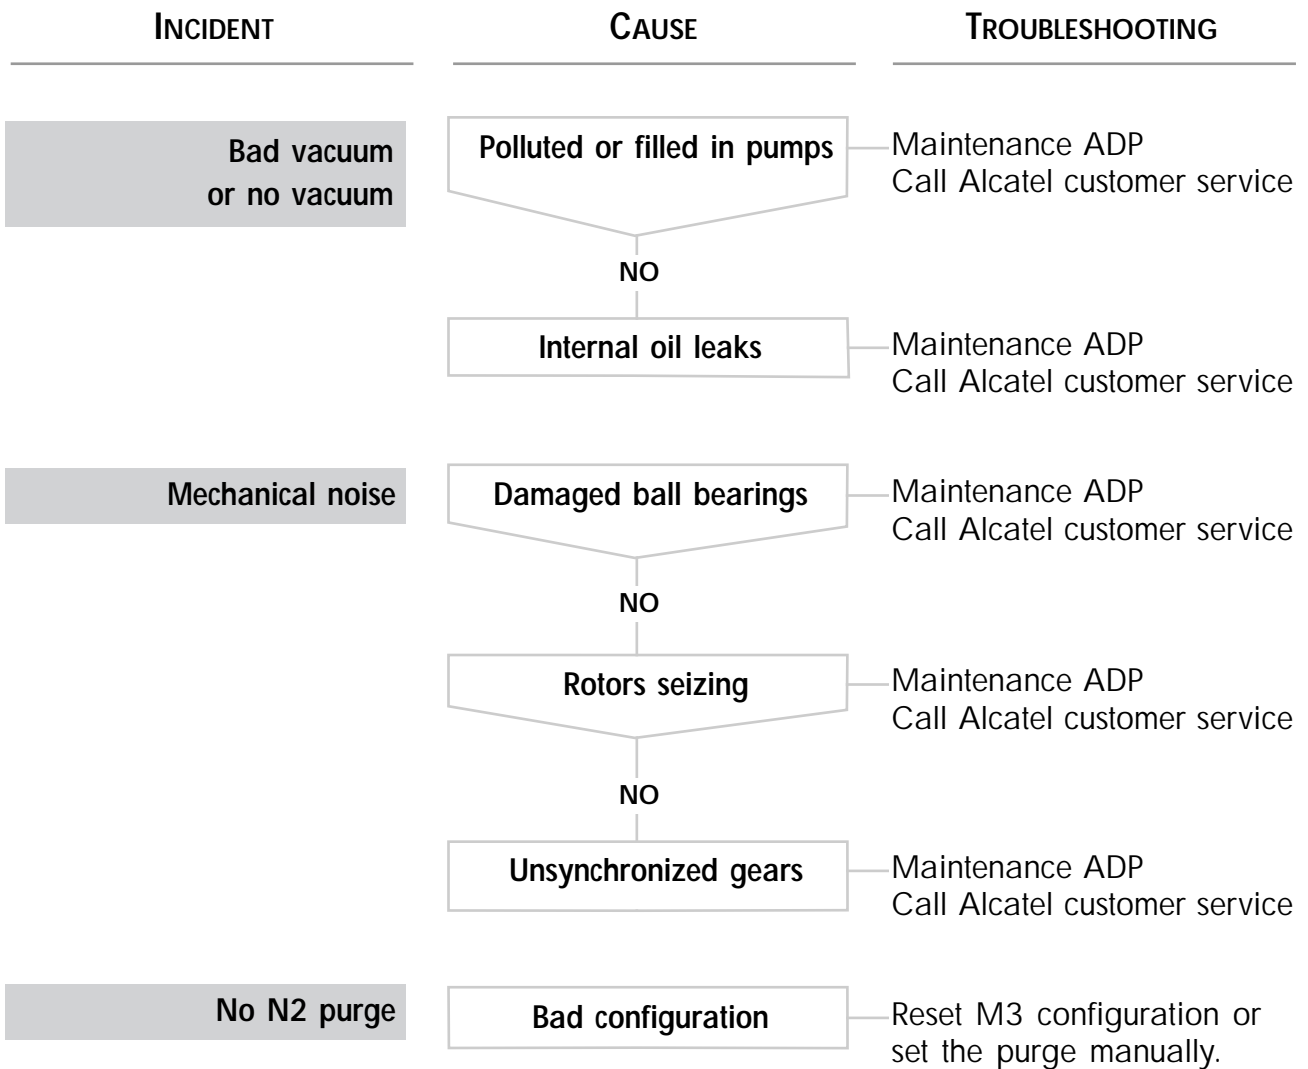 INCIDENT CAUSE TROUBLESHOOTING
Bad vacuum
or no vacuum
Polluted or filled in pumps
Maintenance ADP
Call Alcatel customer service
NO
Internal oil leaks
Maintenance ADP
Call Alcatel customer service
Mechanical noise
Damaged ball bearings
Maintenance ADP
Call Alcatel customer service
NO
Rotors seizing
Maintenance ADP
Call Alcatel customer service
NO
Unsynchronized gears
Maintenance ADP
Call Alcatel customer service
No N2 purge
Bad configuration
Reset M3 configuration or
set the purge manually.